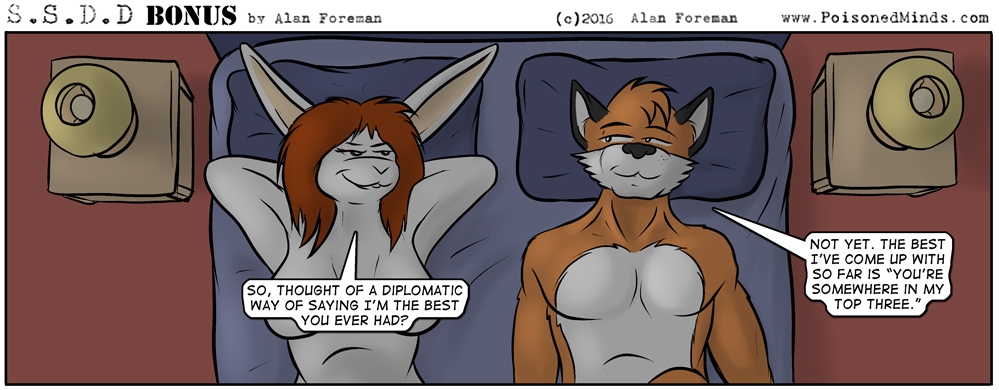 S.S.D.D BONUS by Alan Foreman (c)2016 Alan Foreman www.PoisonedMinds.com
SO, THOUGHT OF A DIPLOMATIC
WAY OF SAYING I'M THE BEST
YOU EVER HAD?
NOT YET. THE BEST
I'VE COME UP WITH
SO FAR IS "YOU'RE
SOMEWHERE IN MY
TOP THREE."